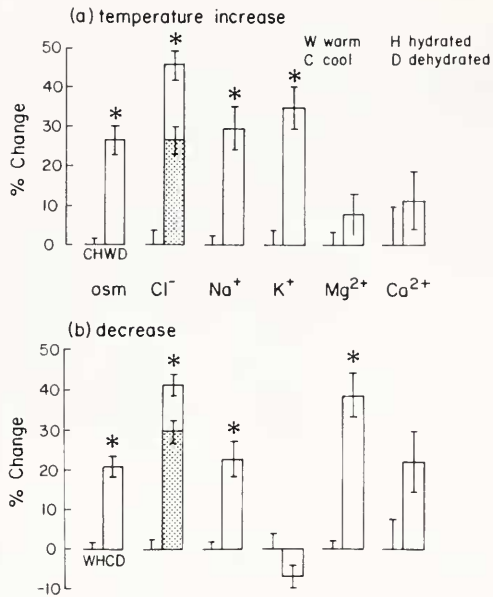 (a) temperature increase
W warm H hydrated
C cool D dehydrated
% Change
50
40
30
20
10
0
* * * *
CHWD
osm Cl⁻ Na⁺ K⁺ Mg²⁺ Ca²⁺
(b) decrease
% Change
50
40
30
20
10
0
-10
* * * *
WHCD